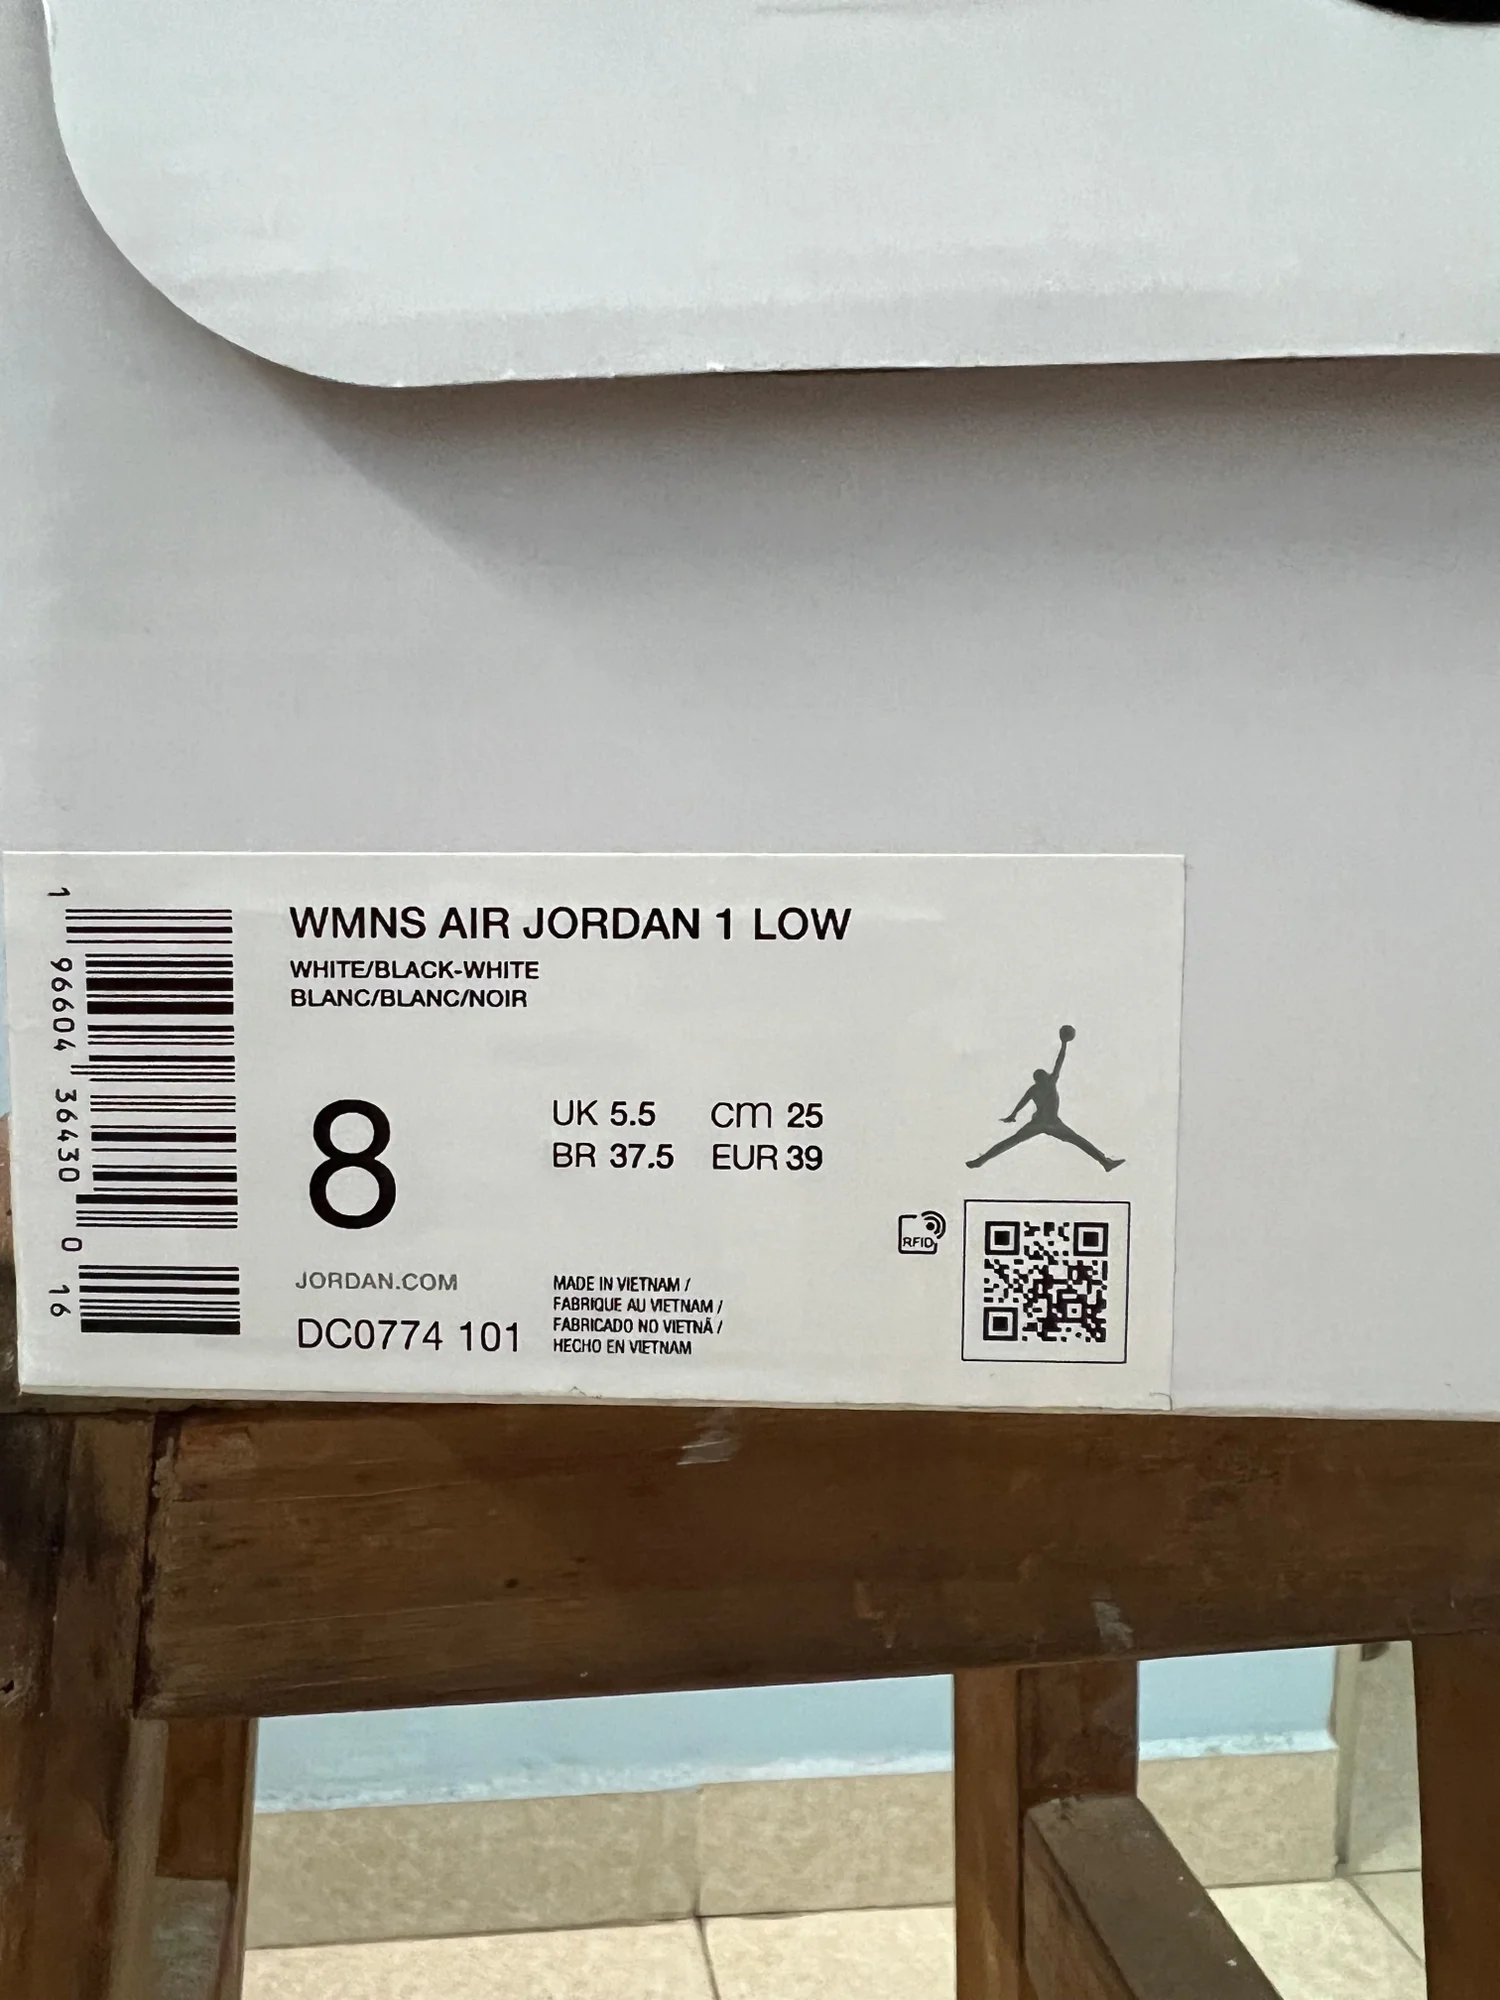 1 96604 36430 0 16
WMNS AIR JORDAN 1 LOW
WHITE/BLACK-WHITE
BLANC/BLANC/NOIR
8
UK 5.5 cm 25
BR 37.5 EUR 39
RFID
JORDAN.COM
DC0774 101
MADE IN VIETNAM /
FABRIQUE AU VIETNAM /
FABRICADO NO VIETNÃ /
HECHO EN VIETNAM